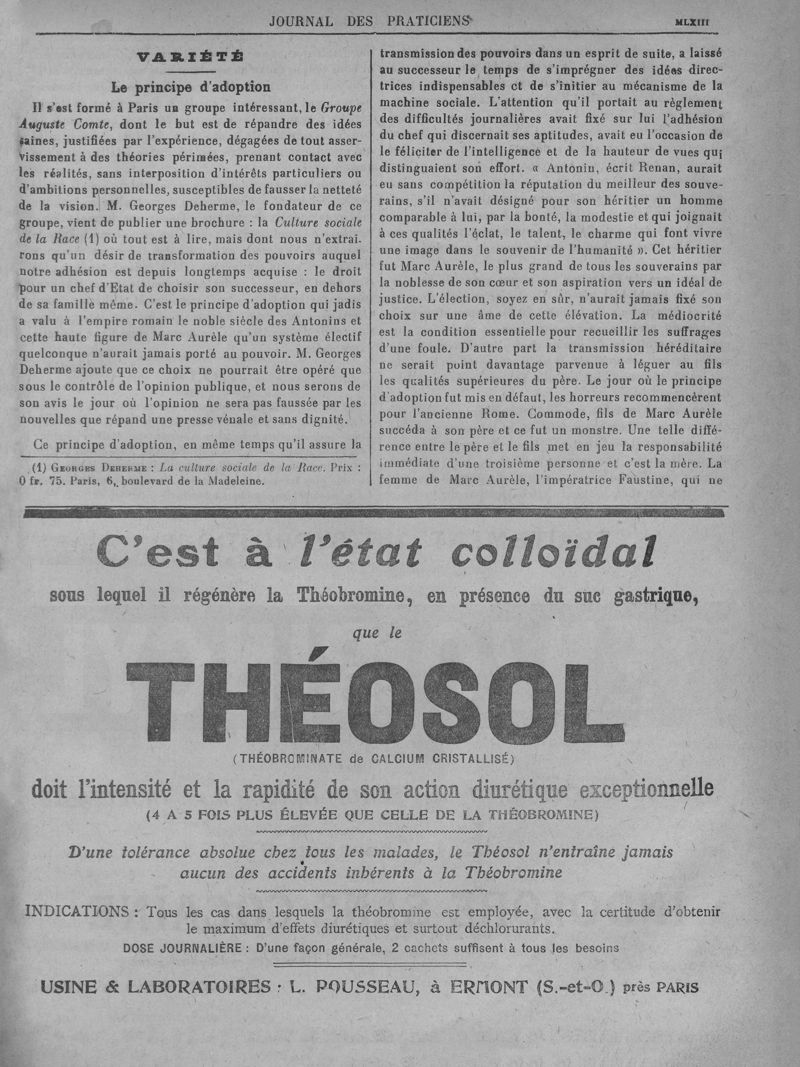 JOURNAL DES PRATICIENS
MLXIII
VARIÉTÉ
Le principe d'adoption
Il s'est formé à Paris un groupe intéressant, le Groupe
Auguste Comte, dont le but est de répandre des idées
saines, justifiées par l'expérience, dégagées de tout asser-
vissement à des théories périmées, prenant contact avec
les réalités, sans interposition d'intérêts particuliers ou
d'ambitions personnelles, susceptibles de fausser la netteté
de la vision. M. Georges Deherme, le fondateur de ce
groupe, vient de publier une brochure : la Culture sociale
de la Race (1) où tout est à lire, mais dont nous n'extrai-
rons qu'un désir de transformation des pouvoirs auquel
notre adhésion est depuis longtemps acquise : le droit
pour un chef d'Etat de choisir son successeur, en dehors
de sa famille même. C'est le principe d'adoption qui jadis
a valu à l'empire romain le noble siècle des Antonins et
cette haute figure de Marc Aurèle qu'un système électif
quelconque n'aurait jamais porté au pouvoir. M. Georges
Deherme ajoute que ce choix ne pourrait être opéré que
sous le contrôle de l'opinion publique, et nous serons de
son avis le jour où l'opinion ne sera pas faussée par les
nouvelles que répand une presse vénale et sans dignité.
Ce principe d'adoption, en même temps qu'il assure la
(1) GEORGES DEHERME : La culture sociale de la Race. Prix :
0 fr. 75. Paris, 6, boulevard de la Madeleine.
transmission des pouvoirs dans un esprit de suite, a laissé
au successeur le temps de s'imprégner des idées direc-
trices indispensables et de s'initier au mécanisme de la
machine sociale. L'attention qu'il portait au règlement
des difficultés journalières avait fixé sur lui l'adhésion
du chef qui discernait ses aptitudes, avait eu l'occasion de
le féliciter de l'intelligence et de la hauteur de vues qui
distinguaient son effort. « Antonin, écrit Renan, aurait
eu sans compétition la réputation du meilleur des souve-
rains, s'il n'avait désigné pour son héritier un homme
comparable à lui, par la bonté, la modestie et qui joignait
à ces qualités l'éclat, le talent, le charme qui font vivre
une image dans le souvenir de l'humanité ». Cet héritier
fut Marc Aurèle, le plus grand de tous les souverains par
la noblesse de son cœur et son aspiration vers un idéal de
justice. L'élection, soyez en sûr, n'aurait jamais fixé son
choix sur une âme de cette élévation. La médiocrité
est la condition essentielle pour recueillir les suffrages
d'une foule. D'autre part la transmission héréditaire
ne serait point davantage parvenue à léguer au fils
les qualités supérieures du père. Le jour où le principe
d'adoption fut mis en défaut, les horreurs recommencèrent
pour l'ancienne Rome. Commode, fils de Marc Aurèle
succéda à son père et ce fut un monstre. Une telle diffé-
rence entre le père et le fils met en jeu la responsabilité
immédiate d'une troisième personne et c'est la mère. La
femme de Marc Aurèle, l'impératrice Faustine, qui ne
C'est à l'état colloïdal
sous lequel il régénère la Théobromine, en présence du suc gastrique,
que le
THÉOSOL
(THÉOBROMINATE de CALCIUM CRISTALLISÉ)
doit l'intensité et la rapidité de son action diurétique exceptionnelle
(4 A 5 FOIS PLUS ÉLEVÉE QUE CELLE DE LA THÉOBROMINE)
D'une tolérance absolue chez tous les malades, le Théosol n'entraîne jamais
aucun des accidents inhérents à la Théobromine
INDICATIONS : Tous les cas dans lesquels la théobromine est employée, avec la certitude d'obtenir
le maximum d'effets diurétiques et surtout déchlorurants.
DOSE JOURNALIÈRE : D'une façon générale, 2 cachets suffisent à tous les besoins
USINE & LABORATOIRES : L. POUSSEAU, à ERMONT (S.-et-O.) près PARIS